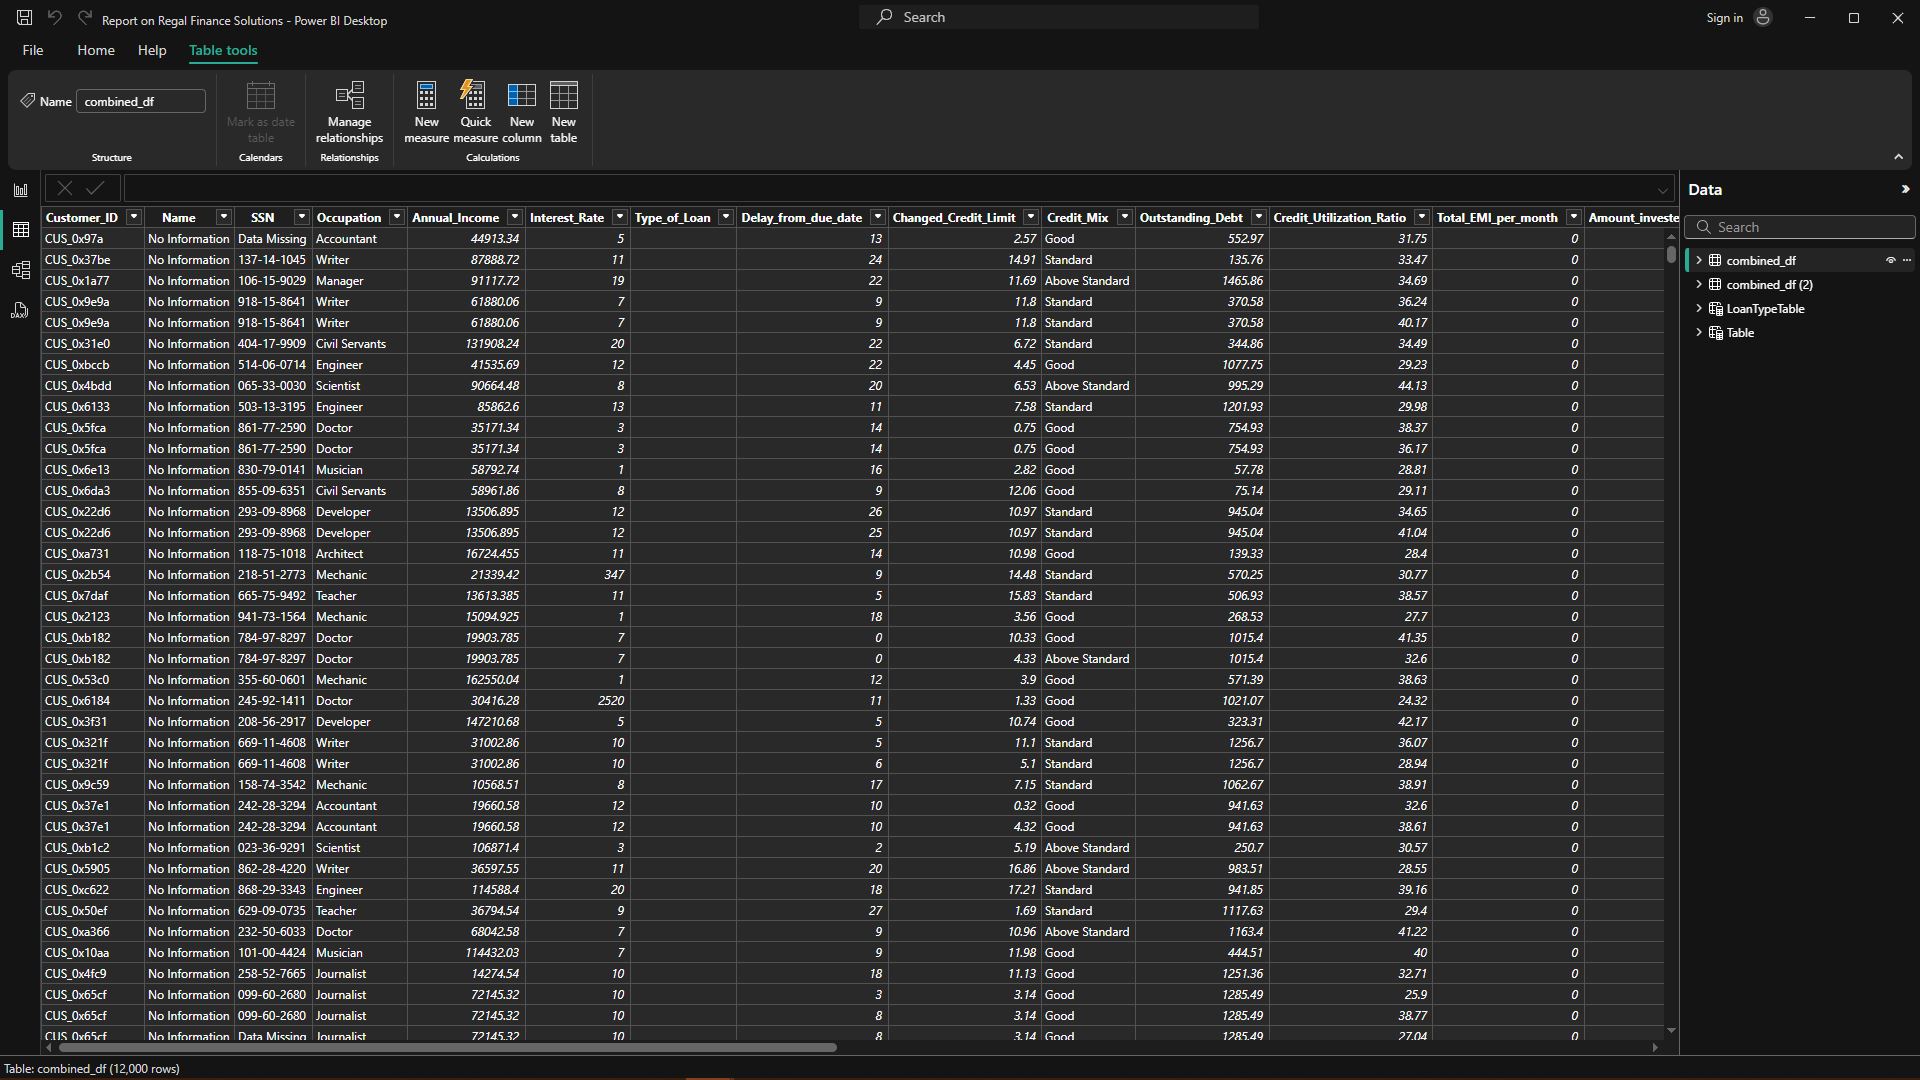 Report on Regal Finance Solutions - Power BI Desktop
Search
Sign in
File Home Help Table tools
Name combined_df
Mark as date table
Manage relationships
New measure
Quick measure
New column
New table
Structure Calendars Relationships Calculations
Data
Search
combined_df
combined_df (2)
LoanTypeTable
Table
Customer_ID Name SSN Occupation Annual_Income Interest_Rate Type_of_Loan Delay_from_due_date Changed_Credit_Limit Credit_Mix Outstanding_Debt Credit_Utilization_Ratio Total_EMI_per_month Amount_investe
CUS_0x97a No Information Data Missing Accountant 44913.34 5 13 2.57 Good 552.97 31.75 0
CUS_0x37be No Information 137-14-1045 Writer 87888.72 11 24 14.91 Standard 135.76 33.47 0
CUS_0x1a77 No Information 106-15-9029 Manager 91117.72 19 22 11.69 Above Standard 1465.86 34.69 0
CUS_0x9e9a No Information 918-15-8641 Writer 61880.06 7 9 11.8 Standard 370.58 36.24 0
CUS_0x9e9a No Information 918-15-8641 Writer 61880.06 7 9 11.8 Standard 370.58 40.17 0
CUS_0x31e0 No Information 404-17-9909 Civil Servants 131908.24 20 22 6.72 Standard 344.86 34.49 0
CUS_0xbccb No Information 514-06-0714 Engineer 41535.69 12 22 4.45 Good 1077.75 29.23 0
CUS_0x4bdd No Information 065-33-0030 Scientist 90664.48 8 20 6.53 Above Standard 995.29 44.13 0
CUS_0x6133 No Information 503-13-3195 Engineer 85862.6 13 11 7.58 Standard 1201.93 29.98 0
CUS_0x5fca No Information 861-77-2590 Doctor 35171.34 3 14 0.75 Good 754.93 38.37 0
CUS_0x5fca No Information 861-77-2590 Doctor 35171.34 3 14 0.75 Good 754.93 36.17 0
CUS_0x6e13 No Information 830-79-0141 Musician 58792.74 1 16 2.82 Good 57.78 28.81 0
CUS_0x6da3 No Information 855-09-6351 Civil Servants 58961.86 8 9 12.06 Good 75.14 29.11 0
CUS_0x22d6 No Information 293-09-8968 Developer 13506.895 12 26 10.97 Standard 945.04 34.65 0
CUS_0x22d6 No Information 293-09-8968 Developer 13506.895 12 25 10.97 Standard 945.04 41.04 0
CUS_0xa731 No Information 118-75-1018 Architect 16724.455 11 14 10.98 Good 139.33 28.4 0
CUS_0x2b54 No Information 218-51-2773 Mechanic 21339.42 347 9 14.48 Standard 570.25 30.77 0
CUS_0x7daf No Information 665-75-9492 Teacher 13613.385 11 5 15.83 Standard 506.93 38.57 0
CUS_0x2123 No Information 941-73-1564 Mechanic 15094.925 1 18 3.56 Good 268.53 27.7 0
CUS_0xb182 No Information 784-97-8297 Doctor 19903.785 7 0 10.33 Good 1015.4 41.35 0
CUS_0xb182 No Information 784-97-8297 Doctor 19903.785 7 0 4.33 Above Standard 1015.4 32.6 0
CUS_0x53c0 No Information 355-60-0601 Mechanic 162550.04 1 12 3.9 Good 571.39 38.63 0
CUS_0x6184 No Information 245-92-1411 Doctor 30416.28 2520 11 1.33 Good 1021.07 24.32 0
CUS_0x3f31 No Information 208-56-2917 Developer 147210.68 5 5 10.74 Good 323.31 42.17 0
CUS_0x321f No Information 669-11-4608 Writer 31002.86 10 5 11.1 Standard 1256.7 36.07 0
CUS_0x321f No Information 669-11-4608 Writer 31002.86 10 6 5.1 Standard 1256.7 28.94 0
CUS_0x9c59 No Information 158-74-3542 Mechanic 10568.51 8 17 7.15 Standard 1062.67 38.91 0
CUS_0x37e1 No Information 242-28-3294 Accountant 19660.58 12 10 0.32 Good 941.63 32.6 0
CUS_0x37e1 No Information 242-28-3294 Accountant 19660.58 12 10 4.32 Good 941.63 38.61 0
CUS_0xb1c2 No Information 023-36-9291 Scientist 106871.4 3 2 5.19 Above Standard 250.7 30.57 0
CUS_0x5905 No Information 862-28-4220 Writer 36597.55 11 20 16.86 Above Standard 983.51 28.55 0
CUS_0xc622 No Information 868-29-3343 Engineer 114588.4 20 18 17.21 Standard 941.85 39.16 0
CUS_0x50ef No Information 629-09-0735 Teacher 36794.54 9 27 1.69 Standard 1117.63 29.4 0
CUS_0xa366 No Information 232-50-6033 Doctor 68042.58 7 9 10.96 Above Standard 1163.4 41.22 0
CUS_0x10aa No Information 101-00-4424 Musician 114432.03 7 9 11.98 Good 444.51 40 0
CUS_0x4fc9 No Information 258-52-7665 Journalist 14274.54 10 18 11.13 Good 1251.36 32.71 0
CUS_0x65cf No Information 099-60-2680 Journalist 72145.32 10 3 3.14 Good 1285.49 25.9 0
CUS_0x65cf No Information 099-60-2680 Journalist 72145.32 10 8 3.14 Good 1285.49 38.77 0
CUS_0x65cf No Information Data Missing Journalist 72145.32 10 8 3.14 Good 1285.49 27.04 0
Table: combined_df (12,000 rows)